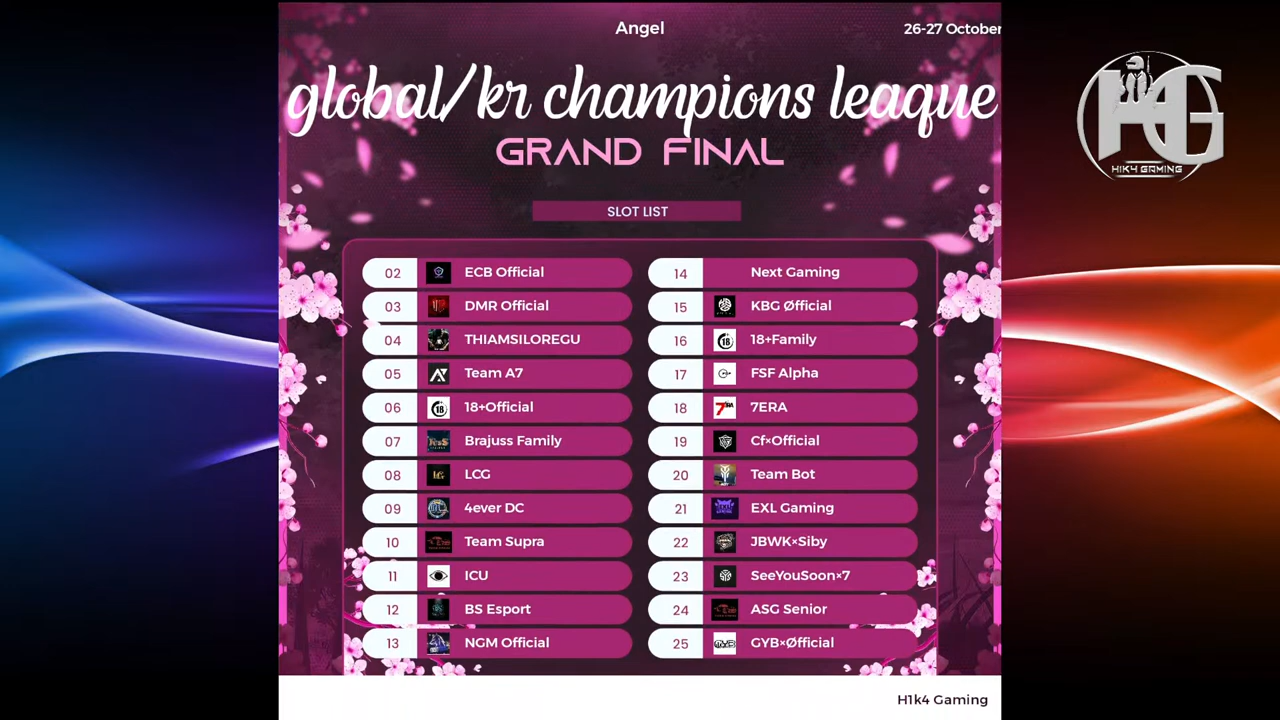 Angel
26-27 October
global/kr champions leaque
GRAND FINAL
HG
H1K4 GAMING
SLOT LIST
02 ECB Official
03 DMR Official
04 THIAMSILOREGU
05 Team A7
06 18+Official
07 Brajuss Family
08 LCG
09 4ever DC
10 Team Supra
11 ICU
12 BS Esport
13 NGM Official
14 Next Gaming
15 KBG Øfficial
16 18+Family
17 FSF Alpha
18 7ERA
19 Cf×Official
20 Team Bot
21 EXL Gaming
22 JBWK×Siby
23 SeeYouSoon×7
24 ASG Senior
25 GYB×Øfficial
H1k4 Gaming